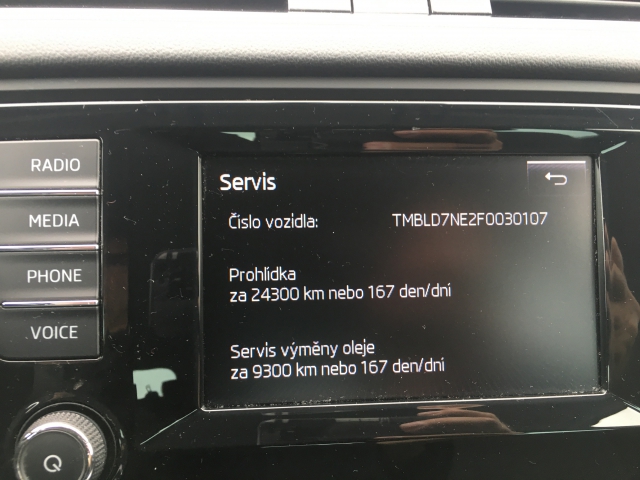 RADIO
MEDIA
PHONE
VOICE
Servis
Číslo vozidla: TMBLD7NE2F0030107
Prohlídka
za 24300 km nebo 167 den/dní
Servis výměny oleje
za 9300 km nebo 167 den/dní